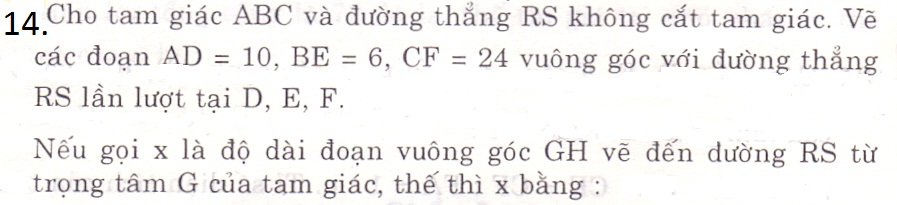 14. Cho tam giác ABC và đường thẳng RS không cắt tam giác. Vẽ
các đoạn AD = 10, BE = 6, CF = 24 vuông góc với đường thẳng
RS lần lượt tại D, E, F.
Nếu gọi x là độ dài đoạn vuông góc GH vẽ đến đường RS từ
trọng tâm G của tam giác, thế thì x bằng :